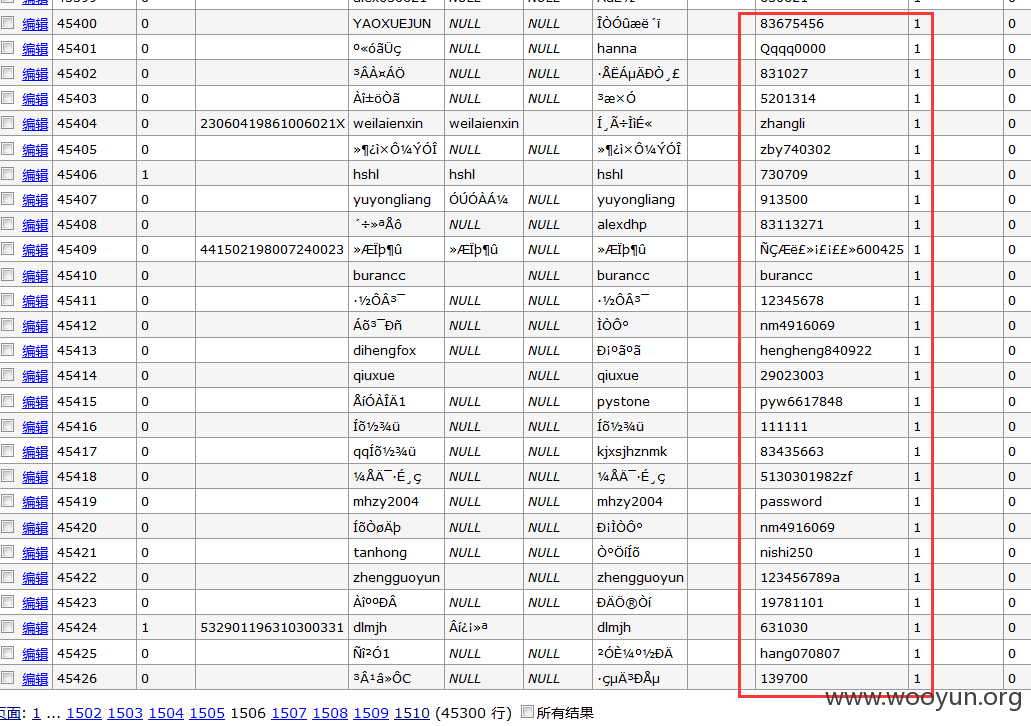 编辑 45400 0 YAOXUEJUN NULL NULL ÎÒÓûæë´ï 83675456 1 0
编辑 45401 0 º«óãÜç NULL NULL hanna Qqqq0000 1 0
编辑 45402 0 ³ÂÀ¤ÁÖ NULL NULL ·ÅËÁµÄÐÒ¸£ 831027 1 0
编辑 45403 0 Àî±öÒã NULL NULL ³æ×Ó 5201314 1 0
编辑 45404 0 23060419861006021X weilaienxin weilaienxin Í¸Ã÷ÌìÉ« zhangli 1 0
编辑 45405 0 »¶¿ì×Ô¼ÝÓÎ NULL NULL »¶¿ì×Ô¼ÝÓÎ zby740302 1 0
编辑 45406 1 hshl hshl hshl 730709 1 0
编辑 45407 0 yuyongliang ÓÚÓÀÁ¼ NULL yuyongliang 913500 1 0
编辑 45408 0 ´÷»ªÅô NULL alexdhp 83113271 1 0
编辑 45409 0 441502198007240023 »ÆÏþ¶û »ÆÏþ¶û NULL »ÆÏþ¶û ÑÇÆë£»¡£¡££»600425 1 0
编辑 45410 0 burancc NULL burancc burancc 1 0
编辑 45411 0 ·½ÔÂ³¯ NULL NULL ·½ÔÂ³¯ 12345678 1 0
编辑 45412 0 Áõ³¯Ðñ NULL NULL ÌÒÔº nm4916069 1 0
编辑 45413 0 dihengfox NULL NULL Ð¡ºãºã hengheng840922 1 0
编辑 45414 0 qiuxue NULL qiuxue 29023003 1 0
编辑 45415 0 ÅíÓÀÎÄ1 NULL NULL pystone pyw6617848 1 0
编辑 45416 0 Íõ½¾ü NULL NULL Íõ½¾ü 111111 1 0
编辑 45417 0 qqÍõ½¾ü NULL NULL kjxsjhznmk 83435663 1 0
编辑 45418 0 ¼ÅÄ¯·É¸ç NULL NULL ¼ÅÄ¯·É¸ç 5130301982zf 1 0
编辑 45419 0 mhzy2004 NULL NULL mhzy2004 password 1 0
编辑 45420 0 ÍõÒøÄþ NULL NULL Ð¡ÌÒÔº nm4916069 1 0
编辑 45421 0 tanhong NULL NULL ÒºÖíÍõ nishi250 1 0
编辑 45422 0 zhengguoyun NULL zhengguoyun 123456789a 1 0
编辑 45423 0 ÀîººÐÂ NULL NULL ÐÄÖ®Òí 19781101 1 0
编辑 45424 1 532901196310300331 dlmjh Âí¿¡»ª dlmjh 631030 1 0
编辑 45425 0 Ñî²Ó1 NULL NULL ²ÓÈ¼º½ÐÄ hang070807 1 0
编辑 45426 0 ³Â¹â»ÔC NULL NULL ·çµÄ³ÐÅµ 139700 1 0
页面: 1 ... 1502 1503 1504 1505 1506 1507 1508 1509 1510 (45300 行) 所有结果
www.wooyun.org